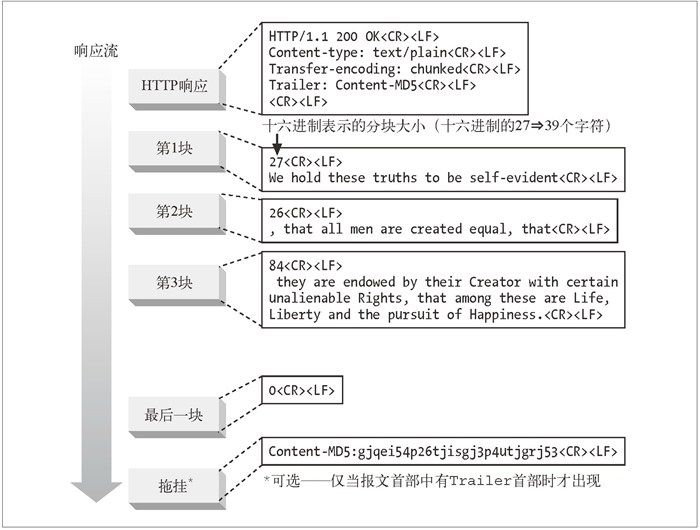 响应流
HTTP响应
HTTP/1.1 200 OK<CR><LF>
Content-type: text/plain<CR><LF>
Transfer-encoding: chunked<CR><LF>
Trailer: Content-MD5<CR><LF>
<CR><LF>
十六进制表示的分块大小（十六进制的27⇒39个字符）
第1块
27<CR><LF>
We hold these truths to be self-evident<CR><LF>
第2块
26<CR><LF>
, that all men are created equal, that<CR><LF>
第3块
84<CR><LF>
they are endowed by their Creator with certain
unalienable Rights, that among these are Life,
Liberty and the pursuit of Happiness.<CR><LF>
最后一块
0<CR><LF>
拖挂*
Content-MD5:gjqei54p26tjisgj3p4utjgrj53<CR><LF>
*可选——仅当报文首部中有Trailer首部时才出现